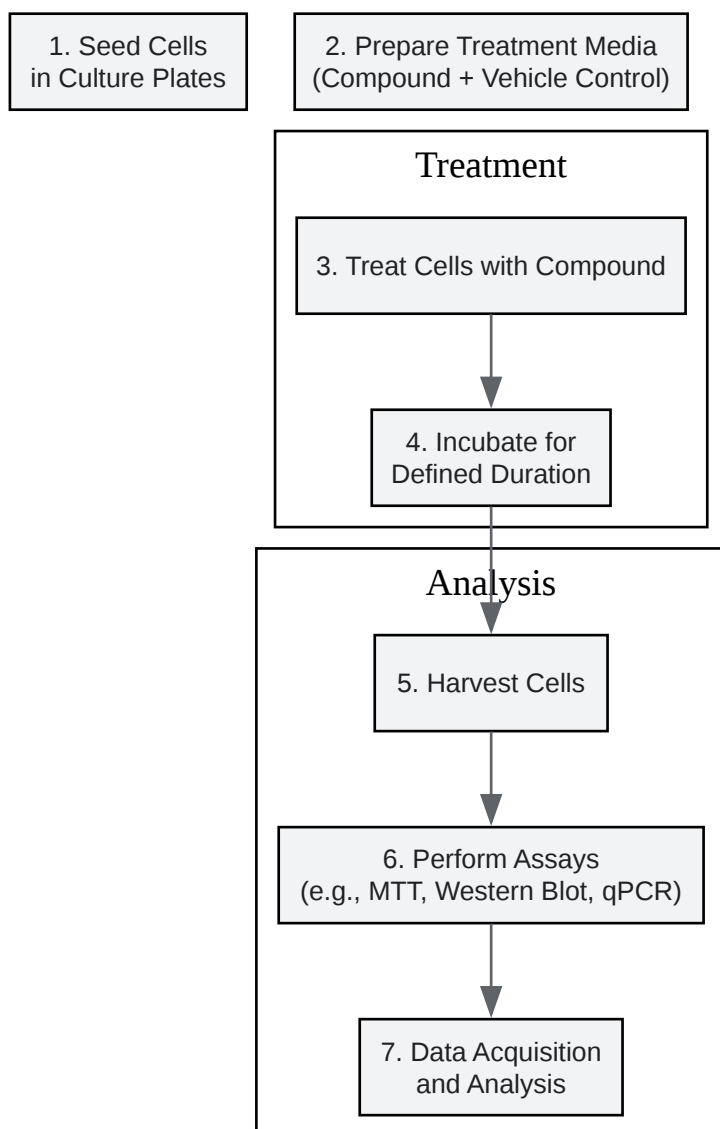 1. Seed Cells
in Culture Plates
2. Prepare Treatment Media
(Compound + Vehicle Control)
Treatment
3. Treat Cells with Compound
4. Incubate for
Defined Duration
Analysis
5. Harvest Cells
6. Perform Assays
(e.g., MTT, Western Blot, qPCR)
7. Data Acquisition
and Analysis